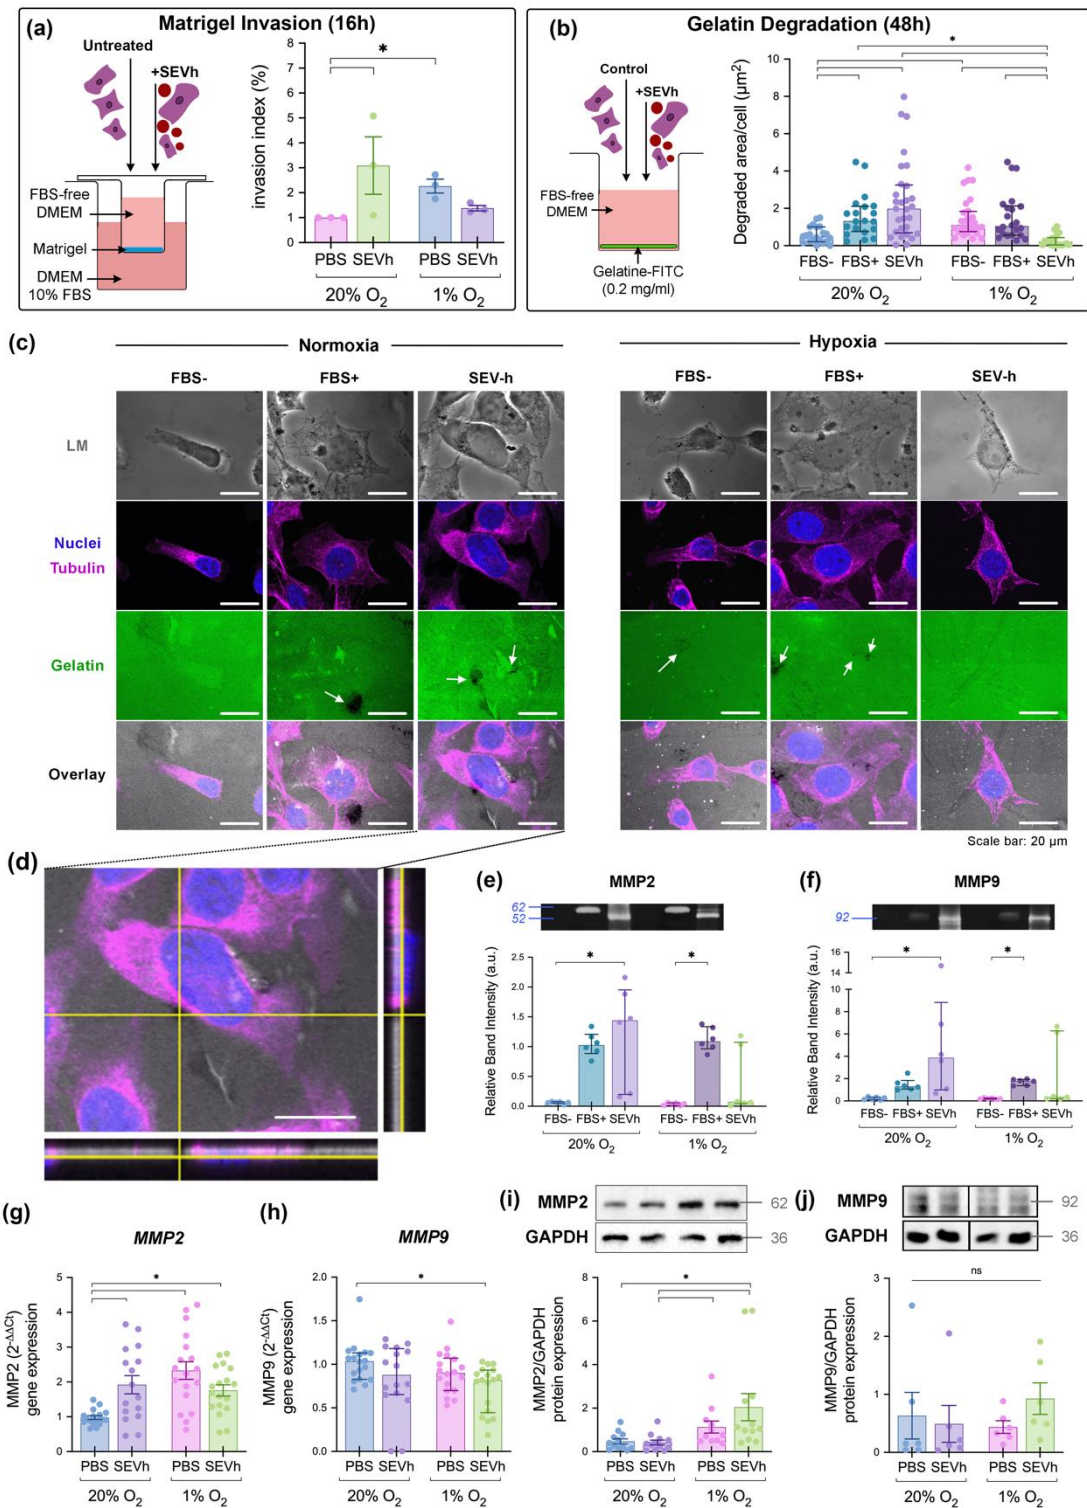 (a)
Matrigel Invasion (16h)
Untreated
+SEVh
FBS-free
DMEM
Matrigel
DMEM
10% FBS
invasion index (%)
8
7
6
5
4
3
2
1
0
*
PBS SEVh PBS SEVh
20% O2 1% O2
(b)
Gelatin Degradation (48h)
Control
+SEVh
FBS-free
DMEM
Gelatine-FITC
(0.2 mg/ml)
Degraded area/cell (µm²)
10
8
6
4
2
0
*
FBS- FBS+ SEVh FBS- FBS+ SEVh
20% O2 1% O2
(c)
Normoxia Hypoxia
FBS- FBS+ SEV-h FBS- FBS+ SEV-h
LM
Nuclei
Tubulin
Gelatin
Overlay
Scale bar: 20 µm
(d)
(e)
MMP2
62
52
Relative Band Intensity (a.u.)
2.5
2.0
1.5
1.0
0.5
0.0
* *
FBS- FBS+ SEVh FBS- FBS+ SEVh
20% O2 1% O2
(f)
MMP9
92
Relative Band Intensity (a.u.)
16
14
10
8
6
4
2
0
* *
FBS- FBS+ SEVh FBS- FBS+ SEVh
20% O2 1% O2
(g)
MMP2
MMP2 (2-ΔΔCt)
gene expression
5
4
3
2
1
0
*
PBS SEVh PBS SEVh
20% O2 1% O2
(h)
MMP9
MMP9 (2-ΔΔCt)
gene expression
2.0
1.5
1.0
0.5
0.0
*
PBS SEVh PBS SEVh
20% O2 1% O2
(i)
MMP2 62
GAPDH 36
MMP2/GAPDH
protein expression
8
6
4
2
0
*
PBS SEVh PBS SEVh
20% O2 1% O2
(j)
MMP9 92
GAPDH 36
MMP9/GAPDH
protein expression
3
2
1
0
ns
PBS SEVh PBS SEVh
20% O2 1% O2